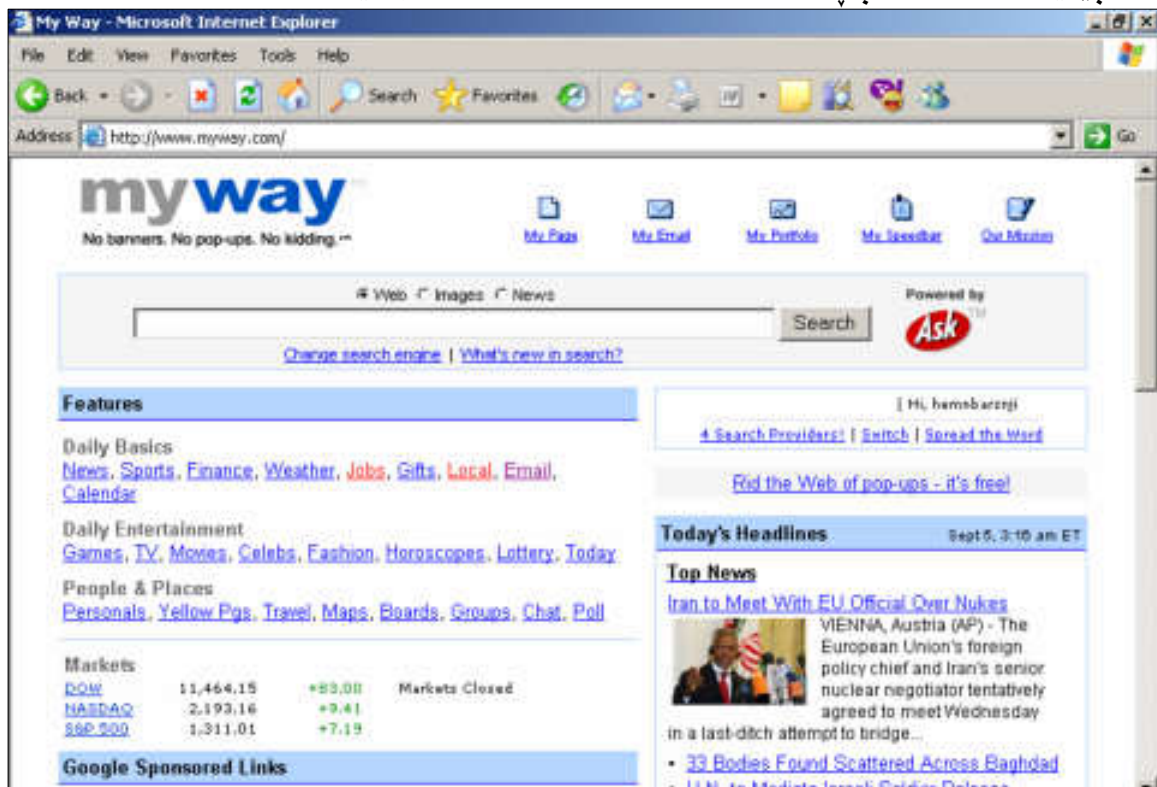 My Way - Microsoft Internet Explorer
File Edit View Favorites Tools Help
Back Search Favorites
Address http://www.myway.com/ Go
myway
No banners. No pop-ups. No kidding.℠
My Page My Email My Portfolio My Speedbar Our Mission
Web Images News
Search
Powered by
Ask™
Change search engine | What's new in search?
Features
Daily Basics
News, Sports, Finance, Weather, Jobs, Gifts, Local, Email,
Calendar
Daily Entertainment
Games, TV, Movies, Celebs, Fashion, Horoscopes, Lottery, Today
People & Places
Personals, Yellow Pgs, Travel, Maps, Boards, Groups, Chat, Poll
Markets
DOW 11,464.15 +83.00 Markets Closed
NASDAQ 2,193.16 +9.41
S&P 500 1,311.01 +7.19
Google Sponsored Links
[ Hi,
4 Search Providers! | Switch | Spread the Word
Rid the Web of pop-ups - it's free!
Today's Headlines Sept 5, 3:16 am ET
Top News
Iran to Meet With EU Official Over Nukes
VIENNA, Austria (AP) - The
European Union's foreign
policy chief and Iran's senior
nuclear negotiator tentatively
agreed to meet Wednesday
in a last-ditch attempt to bridge...
• 33 Bodies Found Scattered Across Baghdad
• U.N. to Mediate Israeli Soldier Release